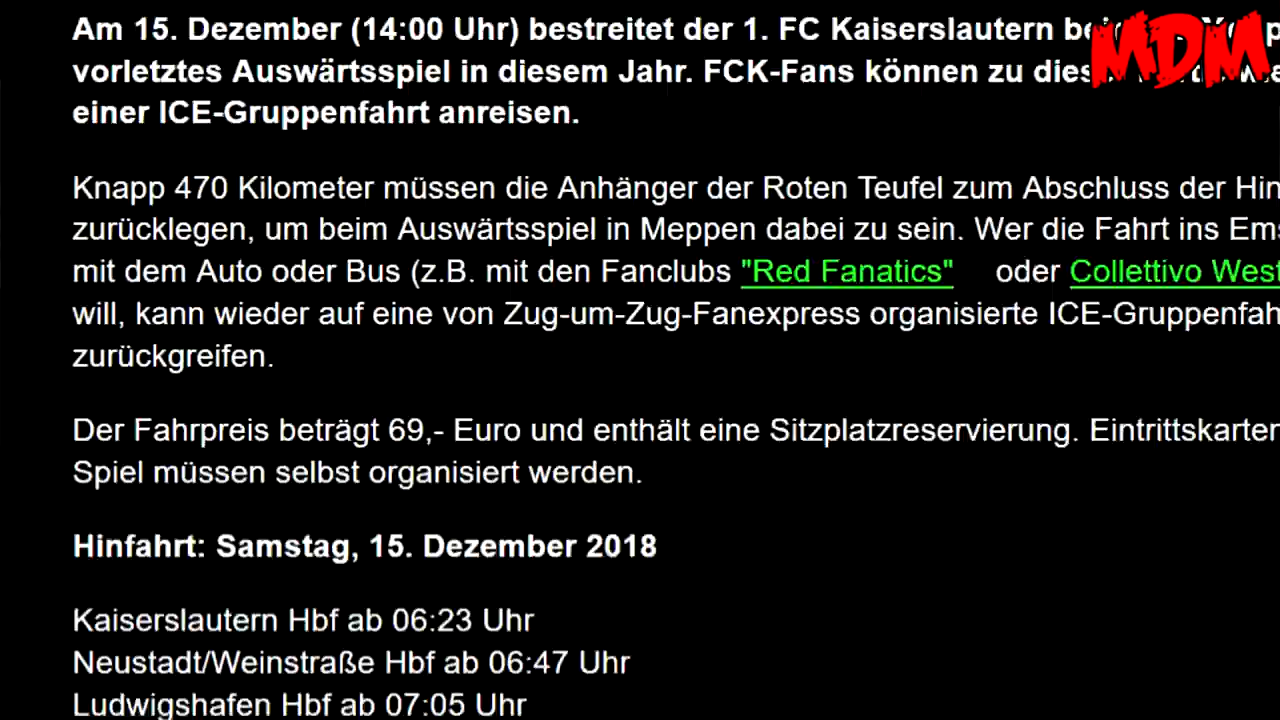 Am 15. Dezember (14:00 Uhr) bestreitet der 1. FC Kaiserslautern
MDM
vorletztes Auswärtsspiel in diesem Jahr. FCK-Fans können zu
einer ICE-Gruppenfahrt anreisen.
Knapp 470 Kilometer müssen die Anhänger der Roten Teufel zum Abschluss der Hin
zurücklegen, um beim Auswärtsspiel in Meppen dabei zu sein. Wer die Fahrt ins Ems
mit dem Auto oder Bus (z.B. mit den Fanclubs "Red Fanatics" oder Collettivo West
will, kann wieder auf eine von Zug-um-Zug-Fanexpress organisierte ICE-Gruppenfah
zurückgreifen.
Der Fahrpreis beträgt 69,- Euro und enthält eine Sitzplatzreservierung. Eintrittskarten
Spiel müssen selbst organisiert werden.
Hinfahrt: Samstag, 15. Dezember 2018
Kaiserslautern Hbf ab 06:23 Uhr
Neustadt/Weinstraße Hbf ab 06:47 Uhr
Ludwigshafen Hbf ab 07:05 Uhr